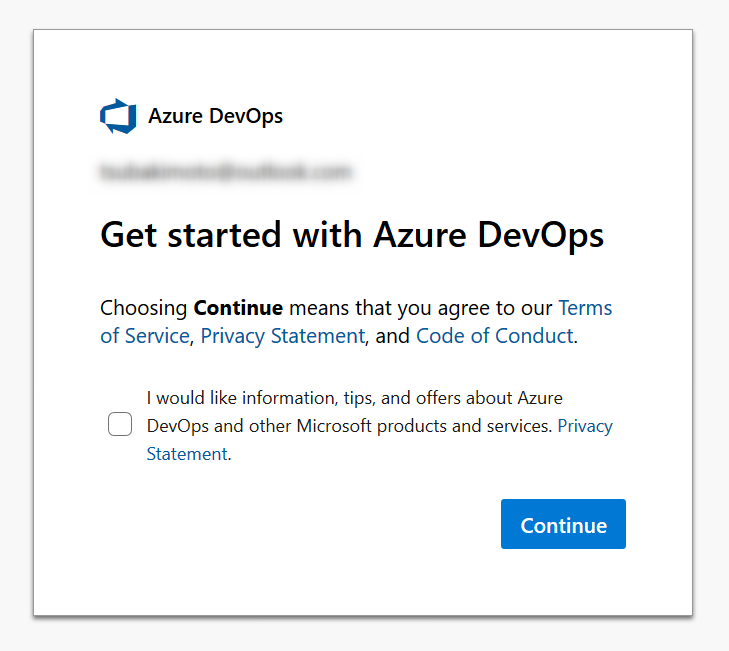 Azure DevOps
Get started with Azure DevOps
Choosing Continue means that you agree to our Terms
of Service, Privacy Statement, and Code of Conduct.
I would like information, tips, and offers about Azure
DevOps and other Microsoft products and services. Privacy
Statement.
Continue